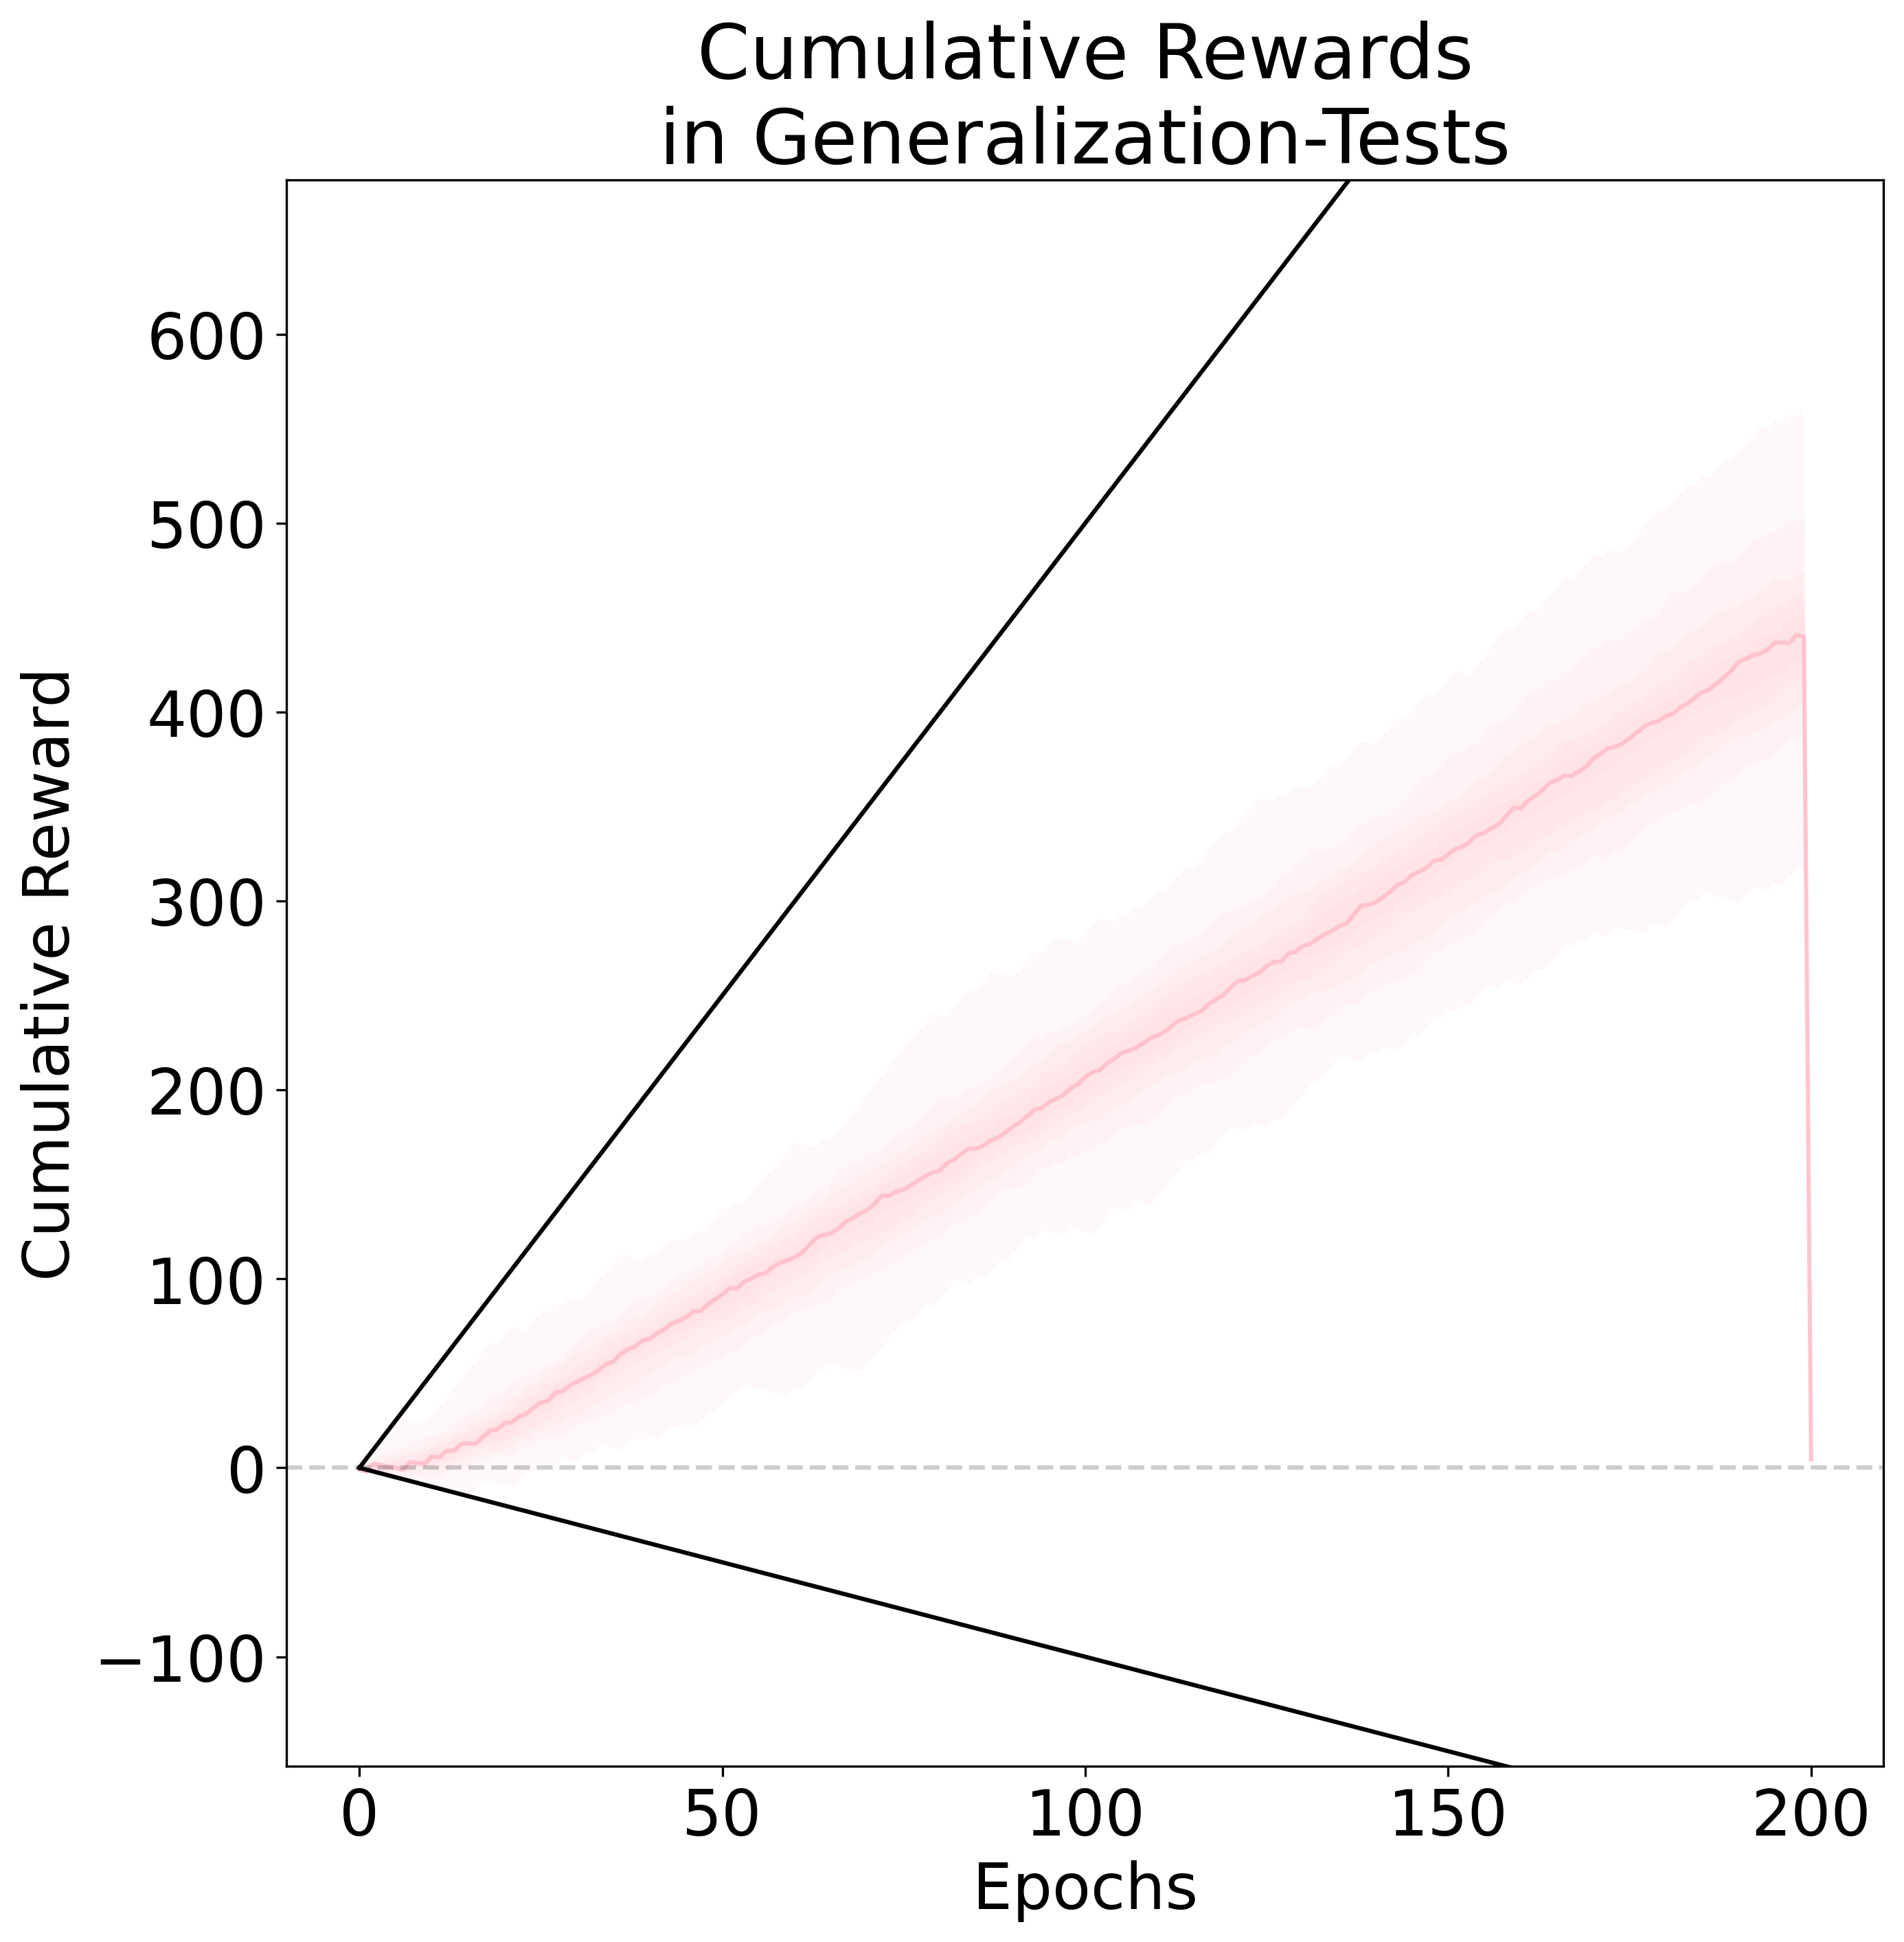 Cumulative Rewards
in Generalization-Tests
Cumulative Reward
600
500
400
300
200
100
0
−100
0 50 100 150 200
Epochs